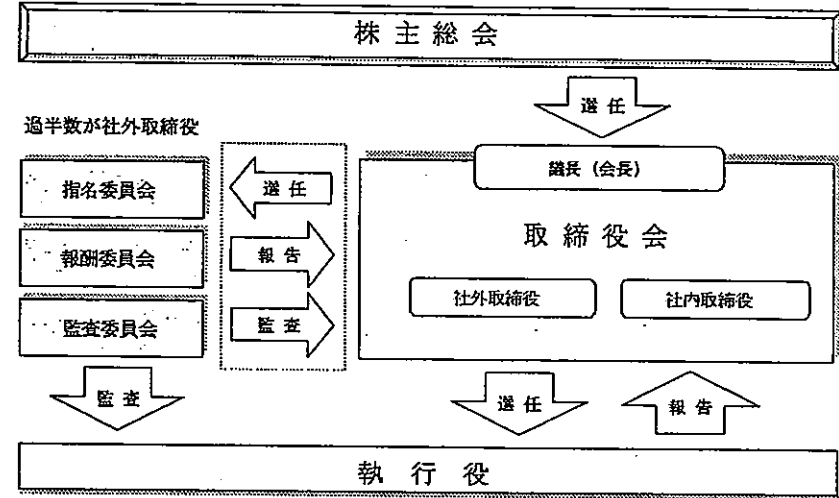 株主総会
選任
過半数が社外取締役
議長（会長）
指名委員会
選任
取締役会
報酬委員会
報告
社外取締役
社内取締役
監査委員会
監査
監査
選任
報告
執行役